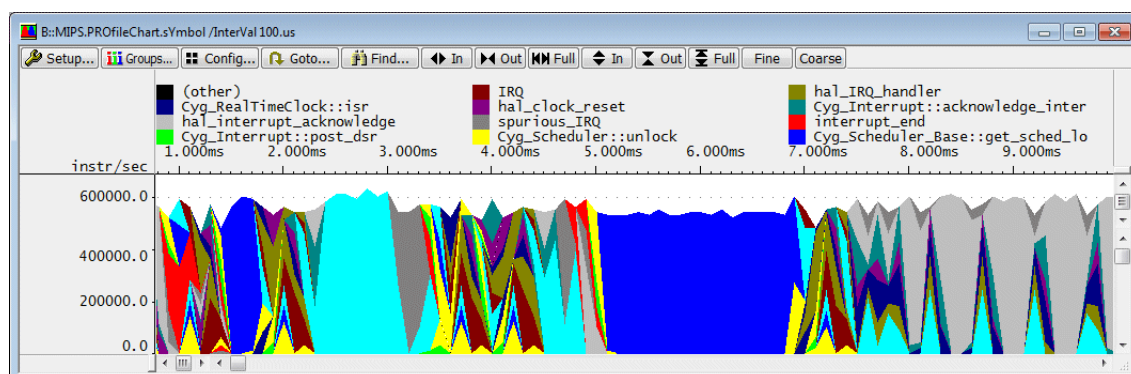 B::MIPS.PROfileChart.sYmbol /InterVal 100.us
Setup... Groups... Config... Goto... Find... In Out Full In Out Full Fine Coarse
(other) IRQ hal_IRQ_handler
Cyg_RealTimeClock::isr hal_clock_reset Cyg_Interrupt::acknowledge_inter
hal_interrupt_acknowledge spurious_IRQ interrupt_end
Cyg_Interrupt::post_dsr Cyg_Scheduler::unlock Cyg_Scheduler_Base::get_sched_lo
1.000ms 2.000ms 3.000ms 4.000ms 5.000ms 6.000ms 7.000ms 8.000ms 9.000ms
instr/sec
600000.0
400000.0
200000.0
0.0